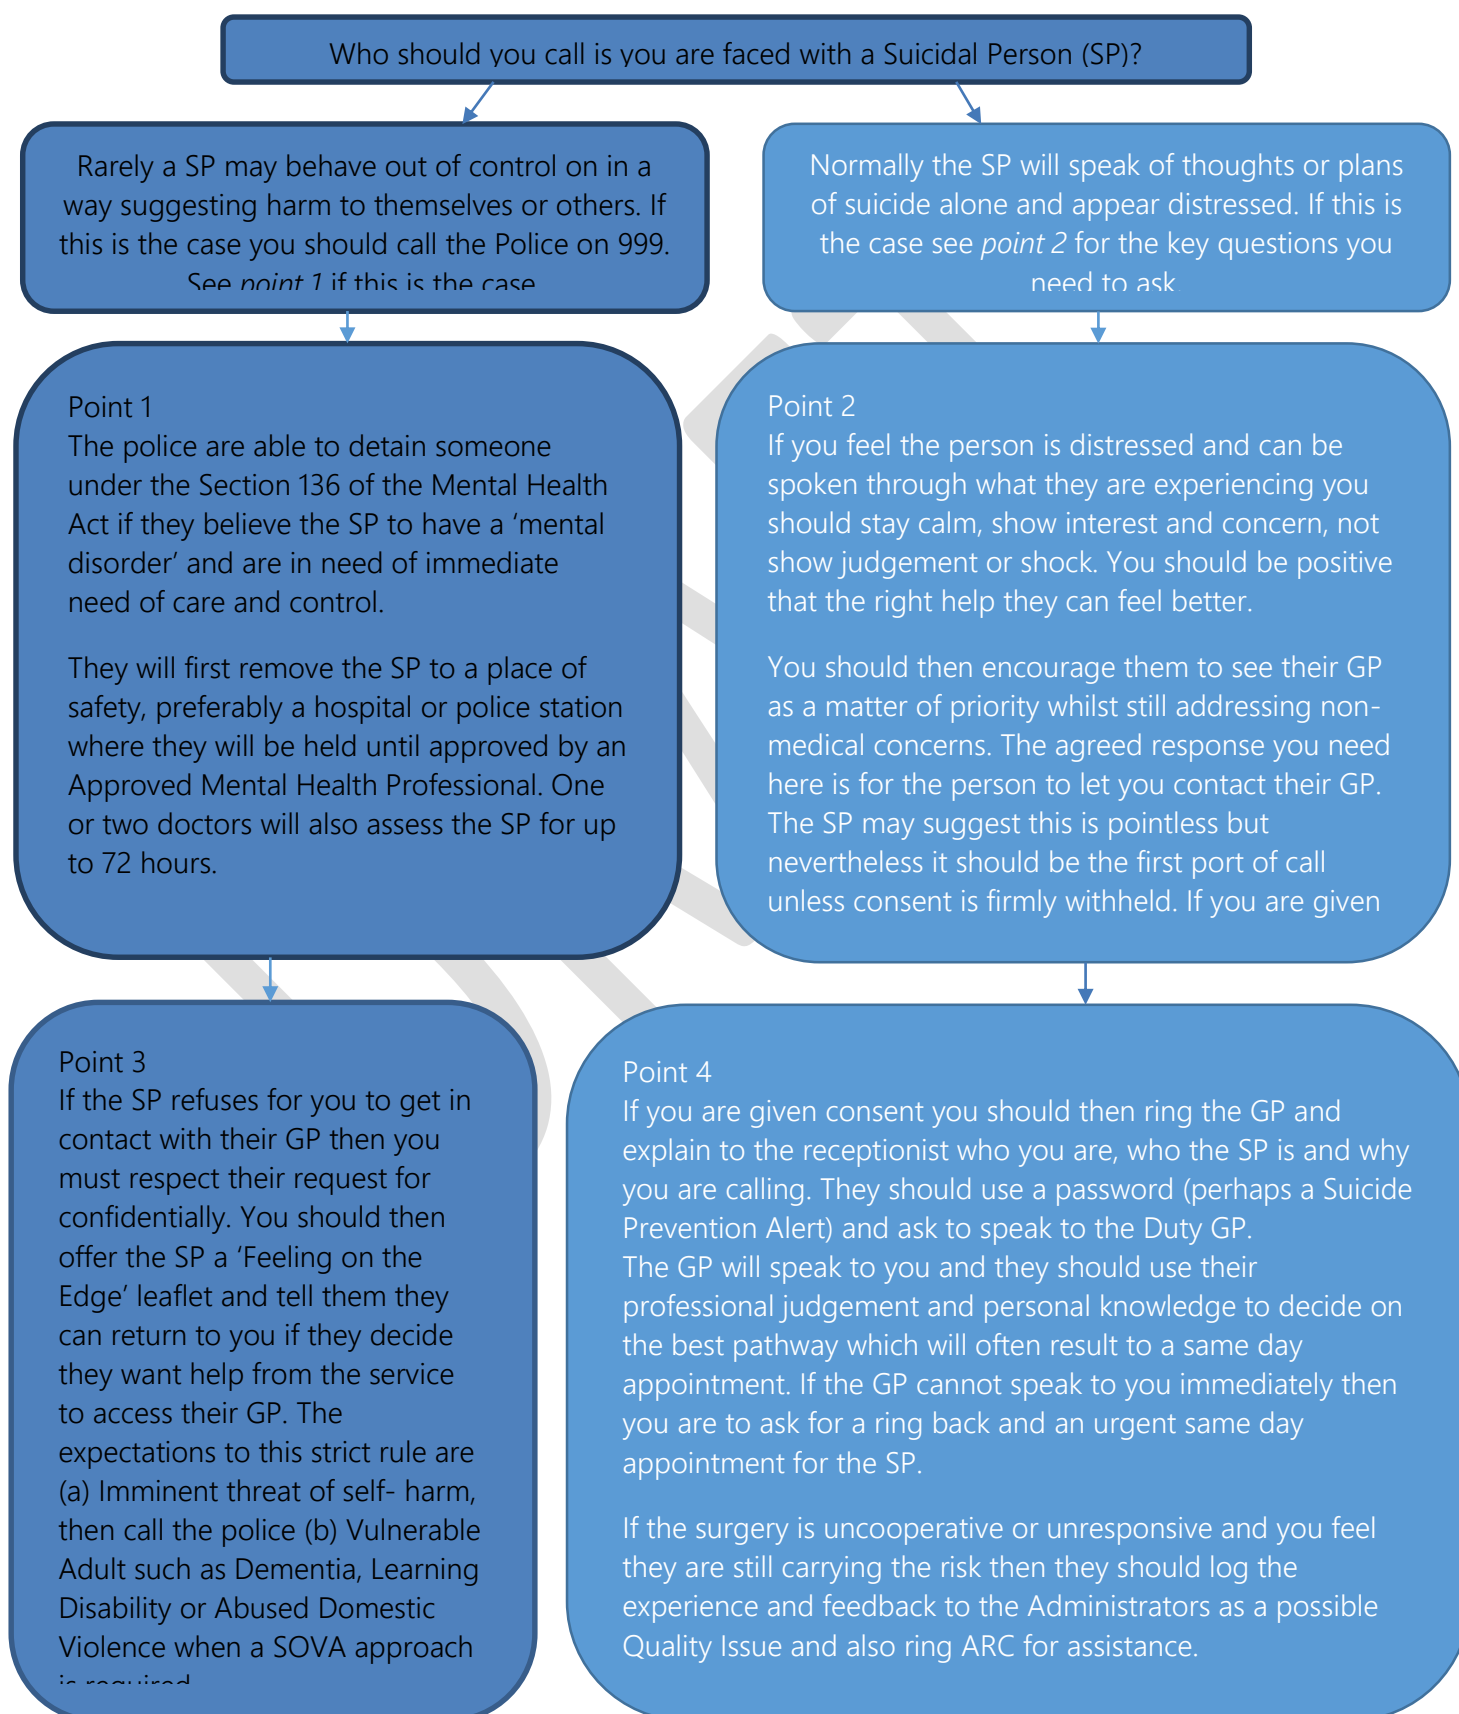 Who should you call is you are faced with a Suicidal Person (SP)?
Rarely a SP may behave out of control on in a
way suggesting harm to themselves or others. If
this is the case you should call the Police on 999.
See point 1 if this is the case
Normally the SP will speak of thoughts or plans
of suicide alone and appear distressed. If this is
the case see point 2 for the key questions you
need to ask.
Point 1
The police are able to detain someone
under the Section 136 of the Mental Health
Act if they believe the SP to have a ‘mental
disorder’ and are in need of immediate
need of care and control.
They will first remove the SP to a place of
safety, preferably a hospital or police station
where they will be held until approved by an
Approved Mental Health Professional. One
or two doctors will also assess the SP for up
to 72 hours.
Point 2
If you feel the person is distressed and can be
spoken through what they are experiencing you
should stay calm, show interest and concern, not
show judgement or shock. You should be positive
that the right help they can feel better.
You should then encourage them to see their GP
as a matter of priority whilst still addressing non-
medical concerns. The agreed response you need
here is for the person to let you contact their GP.
The SP may suggest this is pointless but
nevertheless it should be the first port of call
unless consent is firmly withheld. If you are given
Point 3
If the SP refuses for you to get in
contact with their GP then you
must respect their request for
confidentially. You should then
offer the SP a ‘Feeling on the
Edge’ leaflet and tell them they
can return to you if they decide
they want help from the service
to access their GP. The
expectations to this strict rule are
(a) Imminent threat of self- harm,
then call the police (b) Vulnerable
Adult such as Dementia, Learning
Disability or Abused Domestic
Violence when a SOVA approach
is required
Point 4
If you are given consent you should then ring the GP and
explain to the receptionist who you are, who the SP is and why
you are calling. They should use a password (perhaps a Suicide
Prevention Alert) and ask to speak to the Duty GP.
The GP will speak to you and they should use their
professional judgement and personal knowledge to decide on
the best pathway which will often result to a same day
appointment. If the GP cannot speak to you immediately then
you are to ask for a ring back and an urgent same day
appointment for the SP.
If the surgery is uncooperative or unresponsive and you feel
they are still carrying the risk then they should log the
experience and feedback to the Administrators as a possible
Quality Issue and also ring ARC for assistance.